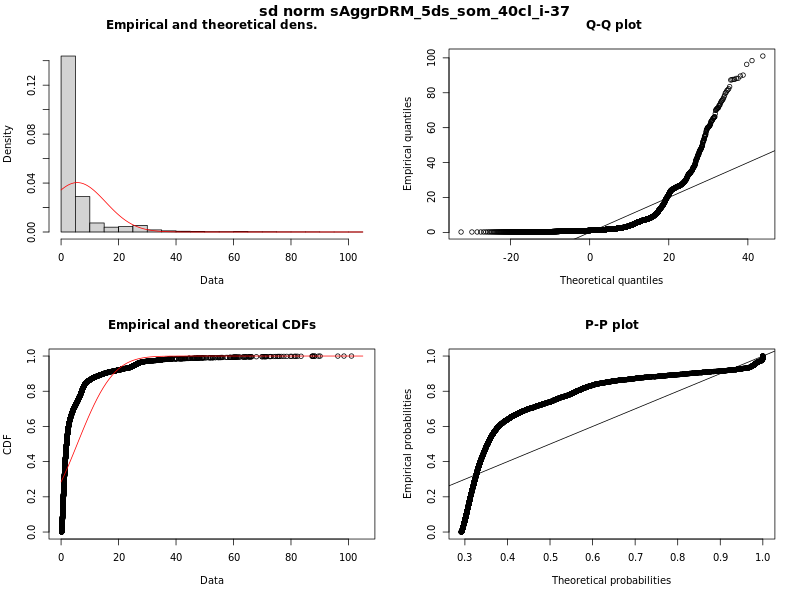 sd norm sAggrDRM_5ds_som_40cl_i-37
Empirical and theoretical dens.
Density
0.00 0.04 0.08 0.12
0 20 40 60 80 100
Data
Q-Q plot
Empirical quantiles
0 20 40 60 80 100
-20 0 20 40
Theoretical quantiles
Empirical and theoretical CDFs
CDF
0.0 0.2 0.4 0.6 0.8 1.0
0 20 40 60 80 100
Data
P-P plot
Empirical probabilities
0.0 0.2 0.4 0.6 0.8 1.0
0.3 0.4 0.5 0.6 0.7 0.8 0.9 1.0
Theoretical probabilities